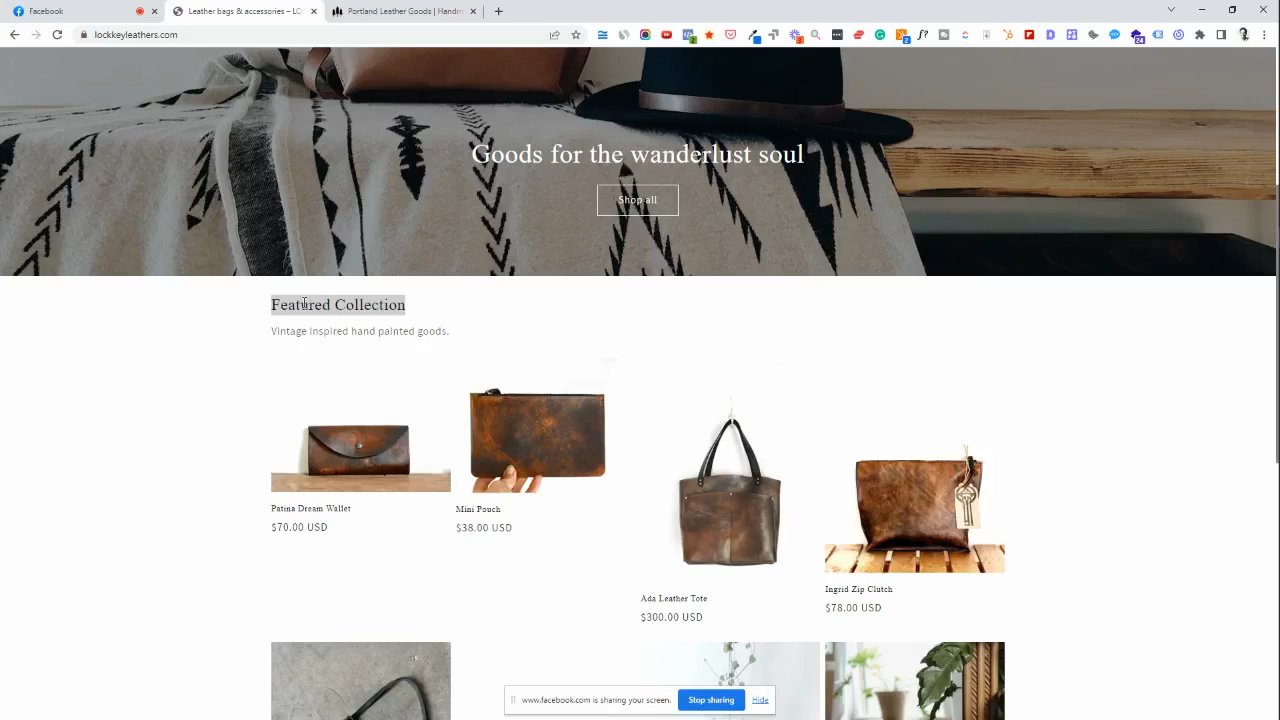 Facebook
Leather bags & accessories – LO
Portland Leather Goods | Handm
lockkeyleathers.com
Goods for the wanderlust soul
Shop all
Featured Collection
Vintage inspired hand painted goods.
Patina Dream Wallet
$70.00 USD
Mini Pouch
$38.00 USD
Ada Leather Tote
$300.00 USD
Ingrid Zip Clutch
$78.00 USD
www.facebook.com is sharing your screen.
Stop sharing
Hide